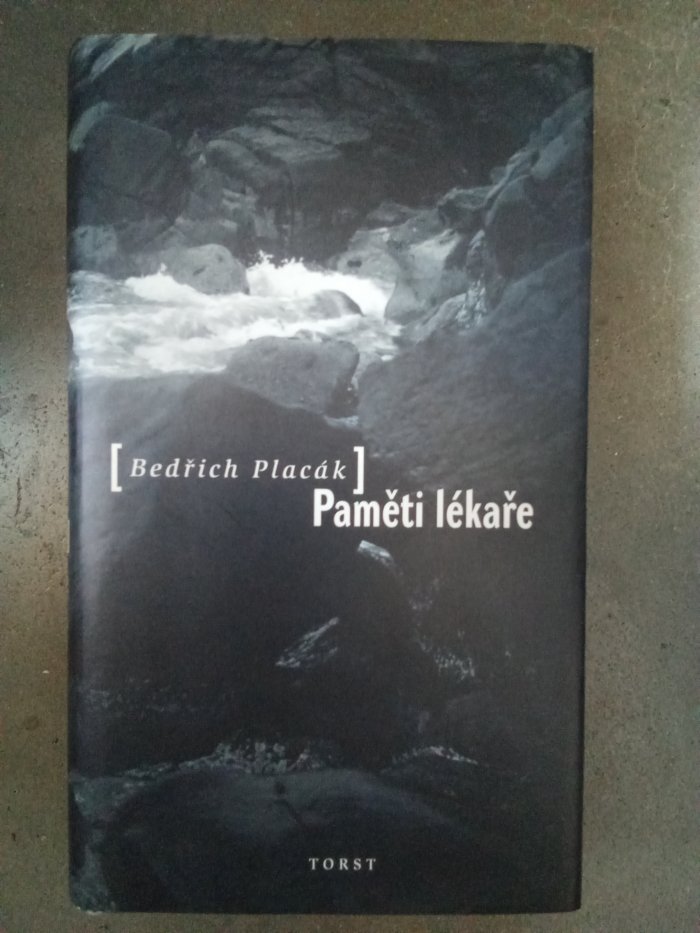 [Bedřich Placák]
Paměti lékaře
TORST